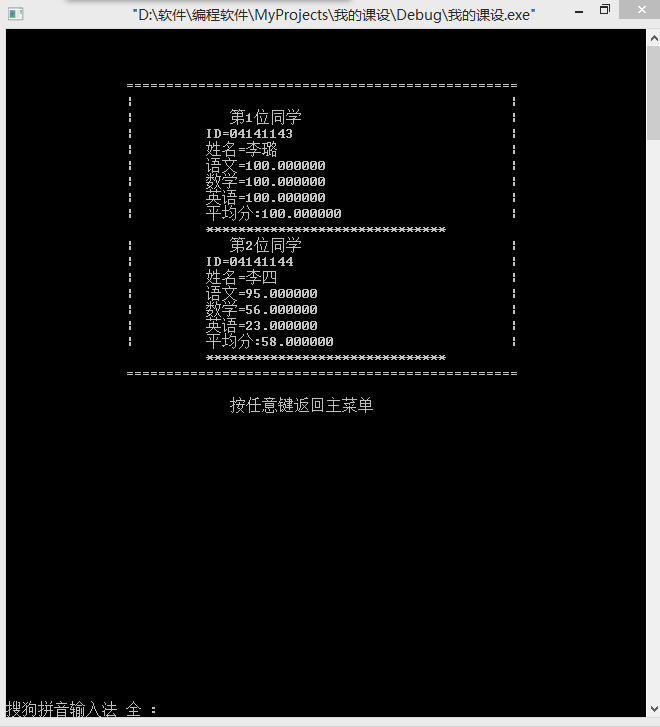 "D:\软件\编程软件\MyProjects\我的课设\Debug\我的课设.exe"
=================================================
第1位同学
ID=04141143
姓名=李璐
语文=100.000000
数学=100.000000
英语=100.000000
平均分:100.000000
******************************
第2位同学
ID=04141144
姓名=李四
语文=95.000000
数学=56.000000
英语=23.000000
平均分:58.000000
******************************
=================================================
按任意键返回主菜单
搜狗拼音输入法 全 :